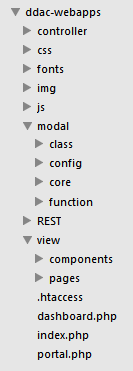 ddac-webapps
controller
css
fonts
img
js
modal
class
config
core
function
REST
view
components
pages
.htaccess
dashboard.php
index.php
portal.php